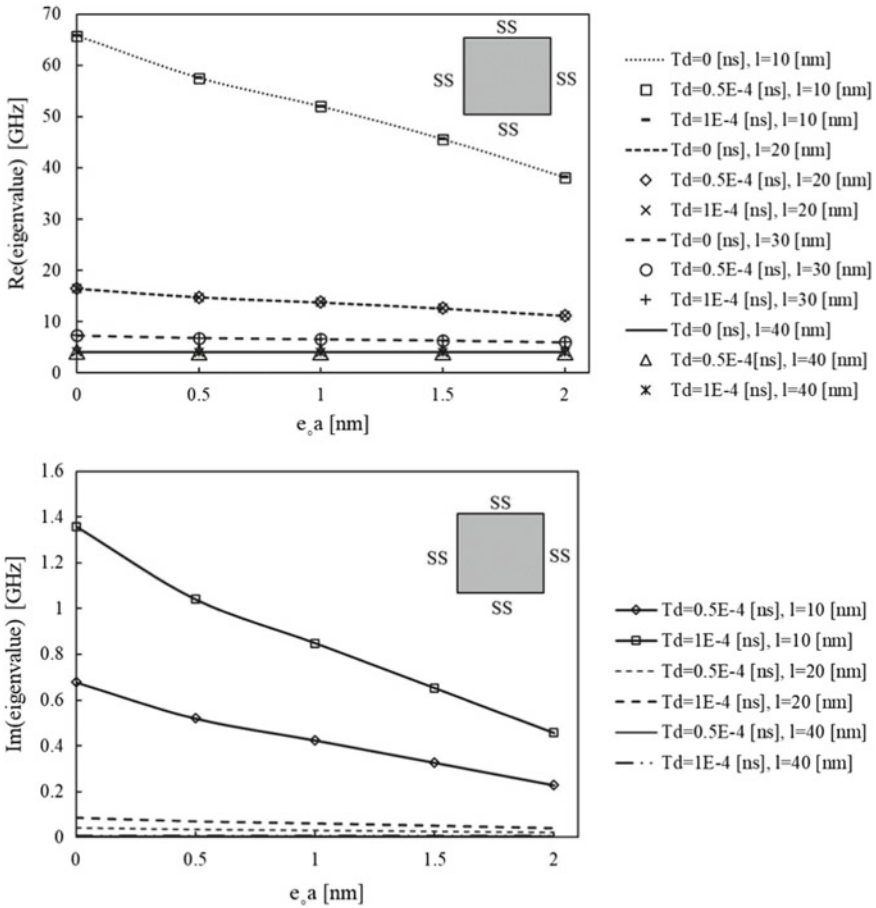 70
60
50
40
30
20
10
0
Re(eigenvalue) [GHz]
0 0.5 1 1.5 2
e₀a [nm]
SS
SS SS
SS
Td=0 [ns], l=10 [nm]
Td=0.5E-4 [ns], l=10 [nm]
Td=1E-4 [ns], l=10 [nm]
Td=0 [ns], l=20 [nm]
Td=0.5E-4 [ns], l=20 [nm]
Td=1E-4 [ns], l=20 [nm]
Td=0 [ns], l=30 [nm]
Td=0.5E-4 [ns], l=30 [nm]
Td=1E-4 [ns], l=30 [nm]
Td=0 [ns], l=40 [nm]
Td=0.5E-4[ns], l=40 [nm]
Td=1E-4 [ns], l=40 [nm]
1.6
1.4
1.2
1
0.8
0.6
0.4
0.2
0
Im(eigenvalue) [GHz]
0 0.5 1 1.5 2
e₀a [nm]
SS
SS SS
SS
Td=0.5E-4 [ns], l=10 [nm]
Td=1E-4 [ns], l=10 [nm]
Td=0.5E-4 [ns], l=20 [nm]
Td=1E-4 [ns], l=20 [nm]
Td=0.5E-4 [ns], l=40 [nm]
Td=1E-4 [ns], l=40 [nm]